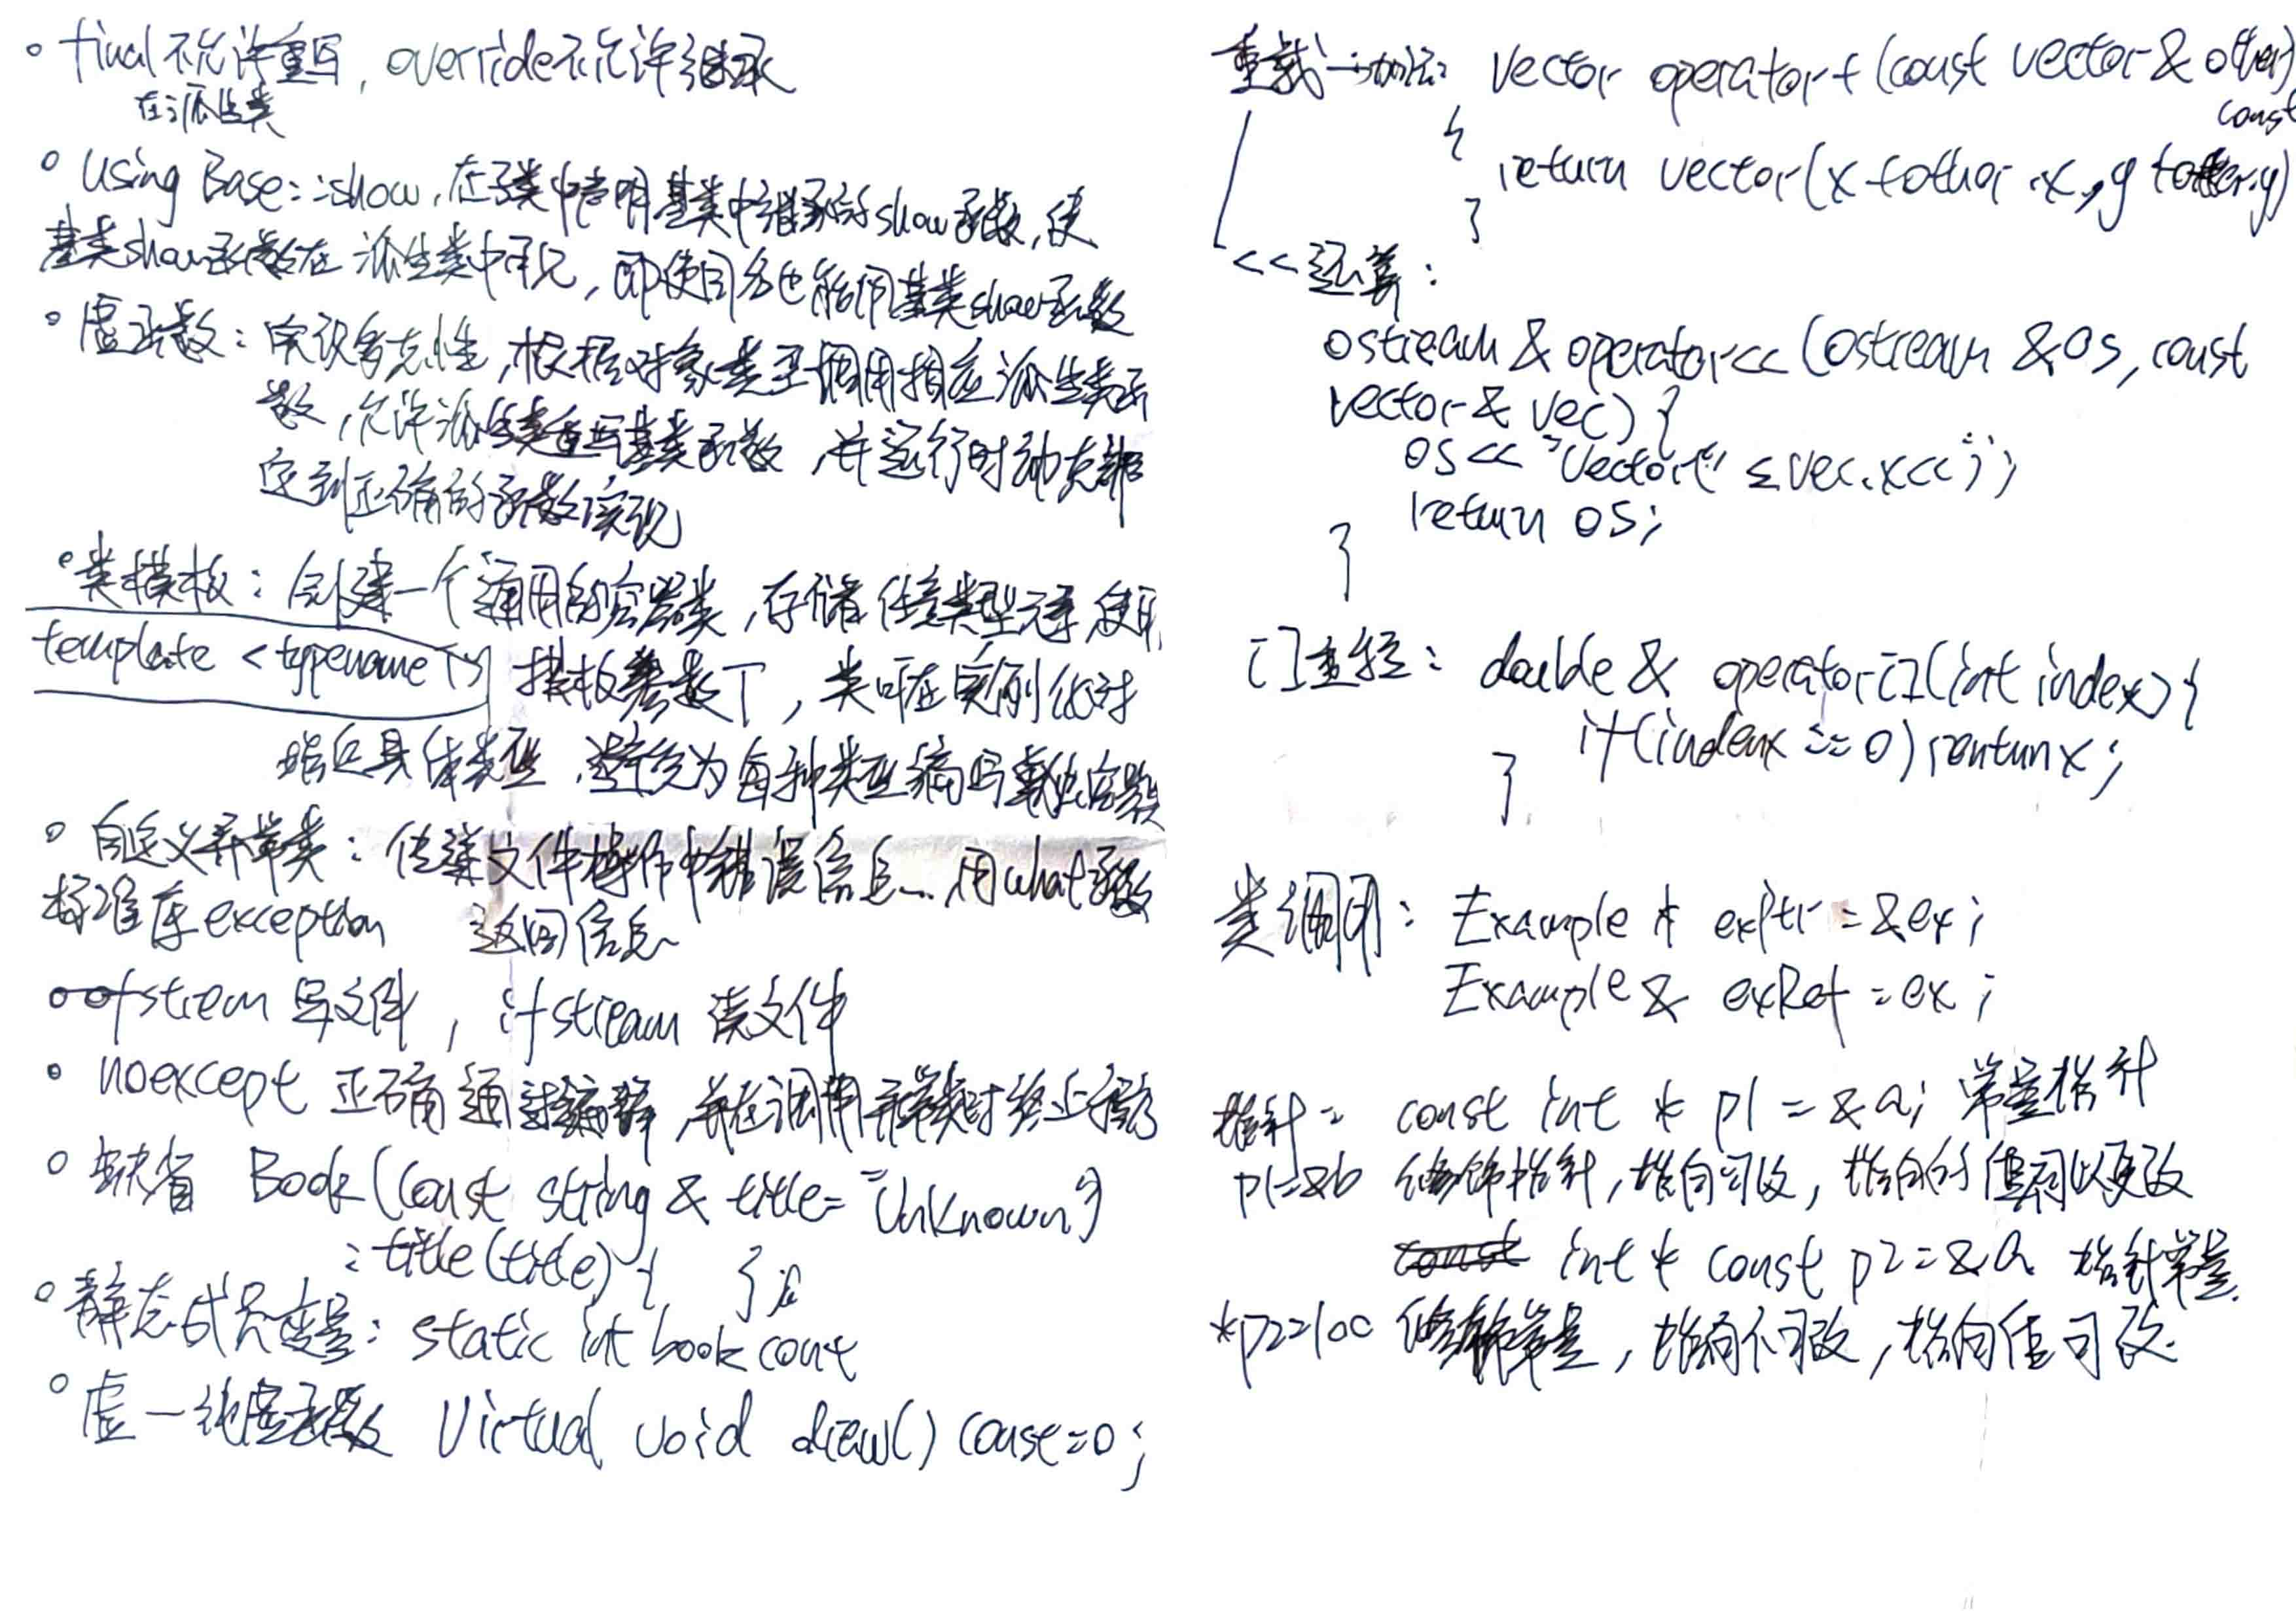 final不允许重写, override不允许继承
在派生类
using Base::show, 在子类中声明基类中继承的show函数, 使
基类show函数在派生类中可见, 即使同名也能用基类show函数
虚函数: 实现多态性, 根据对象类型调用相应派生类函
数, 允许派生类重写基类函数, 并运行时动态绑
定到正确的函数实现
类模板: 创建一个通用的容器类, 存储任意类型元素, 使用
template <typename T> 模板参数T, 类可在实例化时
指定具体类型, 避免为每种类型编写单独容器
自定义异常类: 传递文件操作中错误信息, 用what函数
标准库exception 返回信息
ofstream 写文件, ifstream 读文件
noexcept 正确通过编译, 并在调用异常类时终止程序
缺省 Book(const string & title="Unknown")
: title(title) { }
静态成员变量: static int book count
虚一纯虚函数 Virtual void draw() const=0;
重载→加法: Vector operator+(const vector & other)
const
{
return vector(x+other.x, y+other.y)
}
<<运算:
ostream & operator<<(ostream &os, const
vector & vec) {
os<<"Vector(" <<vec.x<<")";
return os;
}
[]重载: double & operator[](int index){
if(index==0) return x;
}
类调用: Example * exptr=&ex;
Example & exRef=ex;
指针: const int * p1=&a; 常量指针
p1=&b 修饰指针, 指向可改, 指向的值可以更改
const int * const p2=&a 指针常量
*p2=100 修饰常量, 指向不可改, 指向值可改.